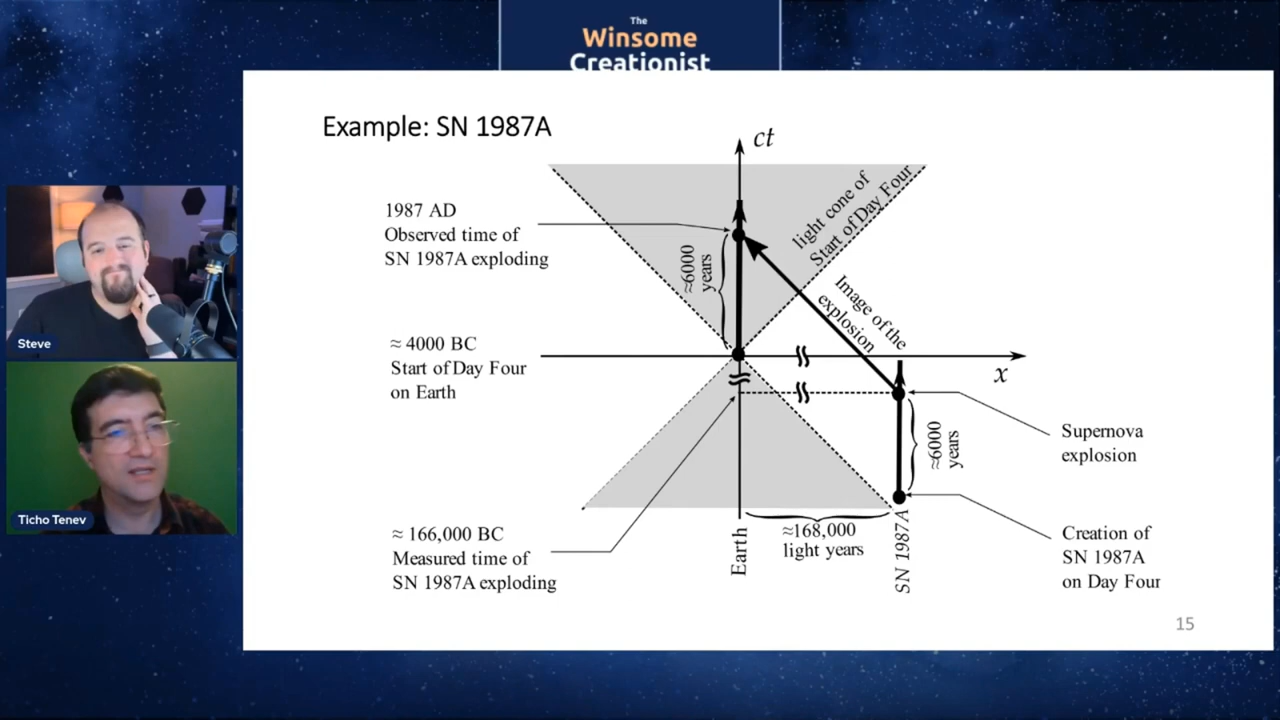 The
Winsome
Creationist
Example: SN 1987A
ct
1987 AD
Observed time of
SN 1987A exploding
≈6000
years
light cone of
Start of Day Four
Image of the
explosion
≈ 4000 BC
Start of Day Four
on Earth
x
≈6000
years
Supernova
explosion
≈ 166,000 BC
Measured time of
SN 1987A exploding
Earth
≈168,000
light years
SN 1987A
Creation of
SN 1987A
on Day Four
15
Steve
Ticho Tenev